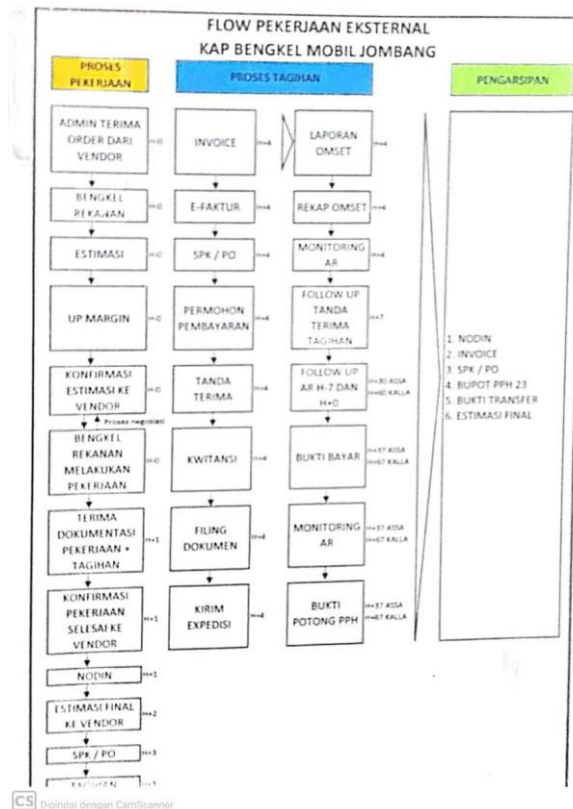 FLOW PEKERJAAN EKSTERNAL
KAP BENGKEL MOBIL JOMBANG
PROSES
PEKERJAAN
ADMIN TERIMA
ORDER DARI
VENDOR
H+0
BENGKEL
REKANAN
H+0
ESTIMASI
H+0
UP MARGIN
H+0
KONFIRMASI
ESTIMASI KE
VENDOR
H+0
Proses negosiasi
BENGKEL
REKANAN
MELAKUKAN
PEKERJAAN
H+0
TERIMA
DOKUMENTASI
PEKERJAAN +
TAGIHAN
H+1
KONFIRMASI
PEKERJAAN
SELESAI KE
VENDOR
H+1
NODIN
H+1
ESTIMASI FINAL
KE VENDOR
H+2
SPK / PO
H+3
TAGIHAN
H+3
PROSES TAGIHAN
INVOICE
H+4
E-FAKTUR
H+4
SPK / PO
H+4
PERMOHON
PEMBAYARAN
H+4
TANDA
TERIMA
H+4
KWITANSI
H+4
FILING
DOKUMEN
H+4
KIRIM
EXPEDISI
H+4
LAPORAN
OMSET
H+4
REKAP OMSET
H+4
MONITORING
AR
H+4
FOLLOW UP
TANDA
TERIMA
TAGIHAN
H+7
FOLLOW UP
AR H-7 DAN
H+0
H+30 ASSA
H+60 KALLA
BUKTI BAYAR
H+37 ASSA
H+67 KALLA
MONITORING
AR
H+37 ASSA
H+67 KALLA
BUKTI
POTONG PPH
H+37 ASSA
H+67 KALLA
PENGARSIPAN
1. NODIN
2. INVOICE
3. SPK / PO
4. BUPOT PPH 23
5. BUKTI TRANSFER
6. ESTIMASI FINAL
CS Dipindai dengan CamScanner